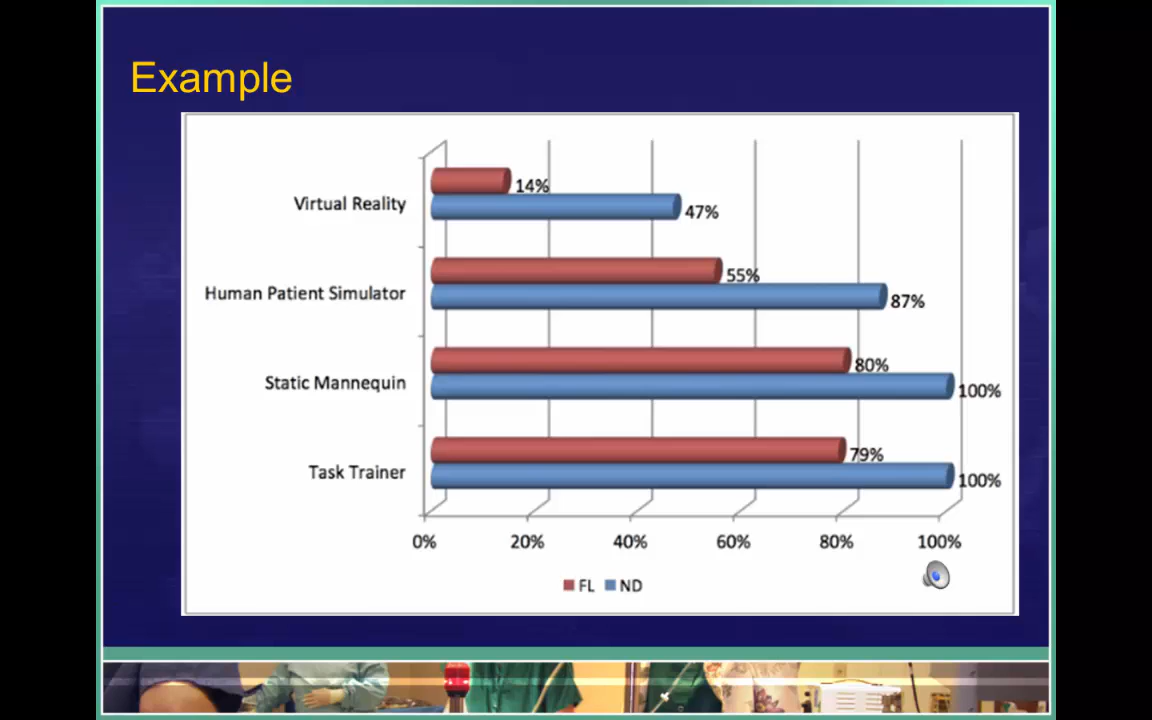 Example
Virtual Reality
14%
47%
Human Patient Simulator
55%
87%
Static Mannequin
80%
100%
Task Trainer
79%
100%
0% 20% 40% 60% 80% 100%
FL ND